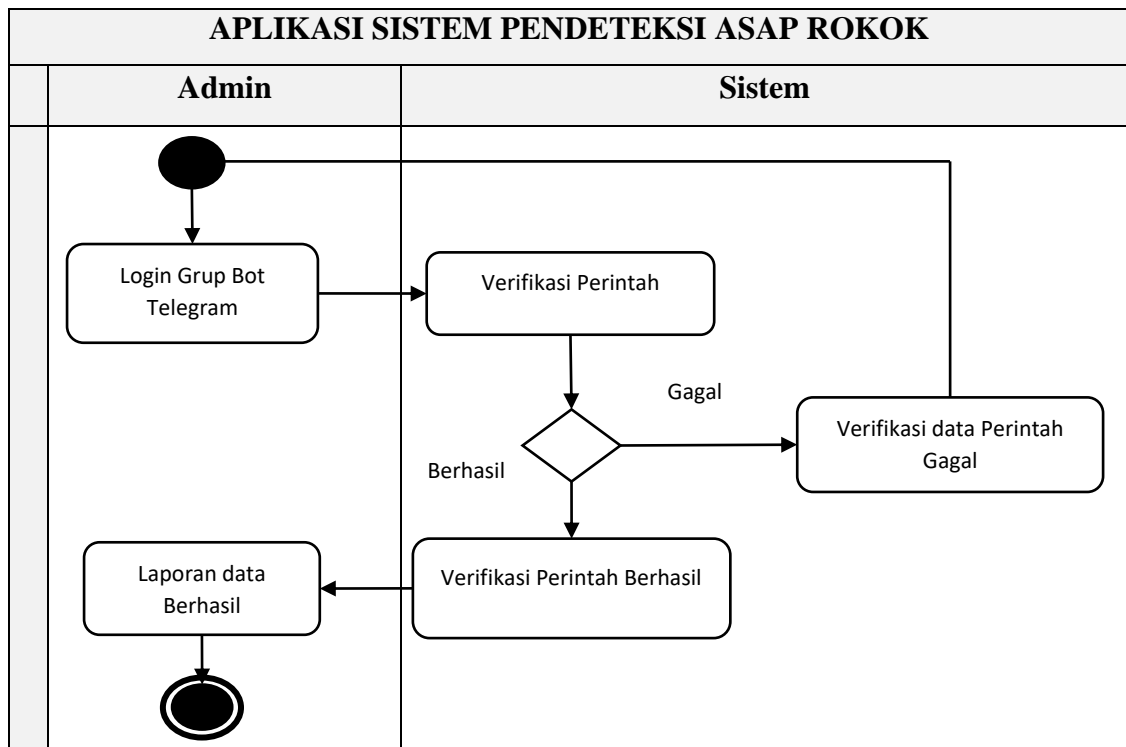 APLIKASI SISTEM PENDETEKSI ASAP ROKOK
Admin
Sistem
Login Grup Bot
Telegram
Verifikasi Perintah
Gagal
Verifikasi data Perintah
Gagal
Berhasil
Laporan data
Berhasil
Verifikasi Perintah Berhasil